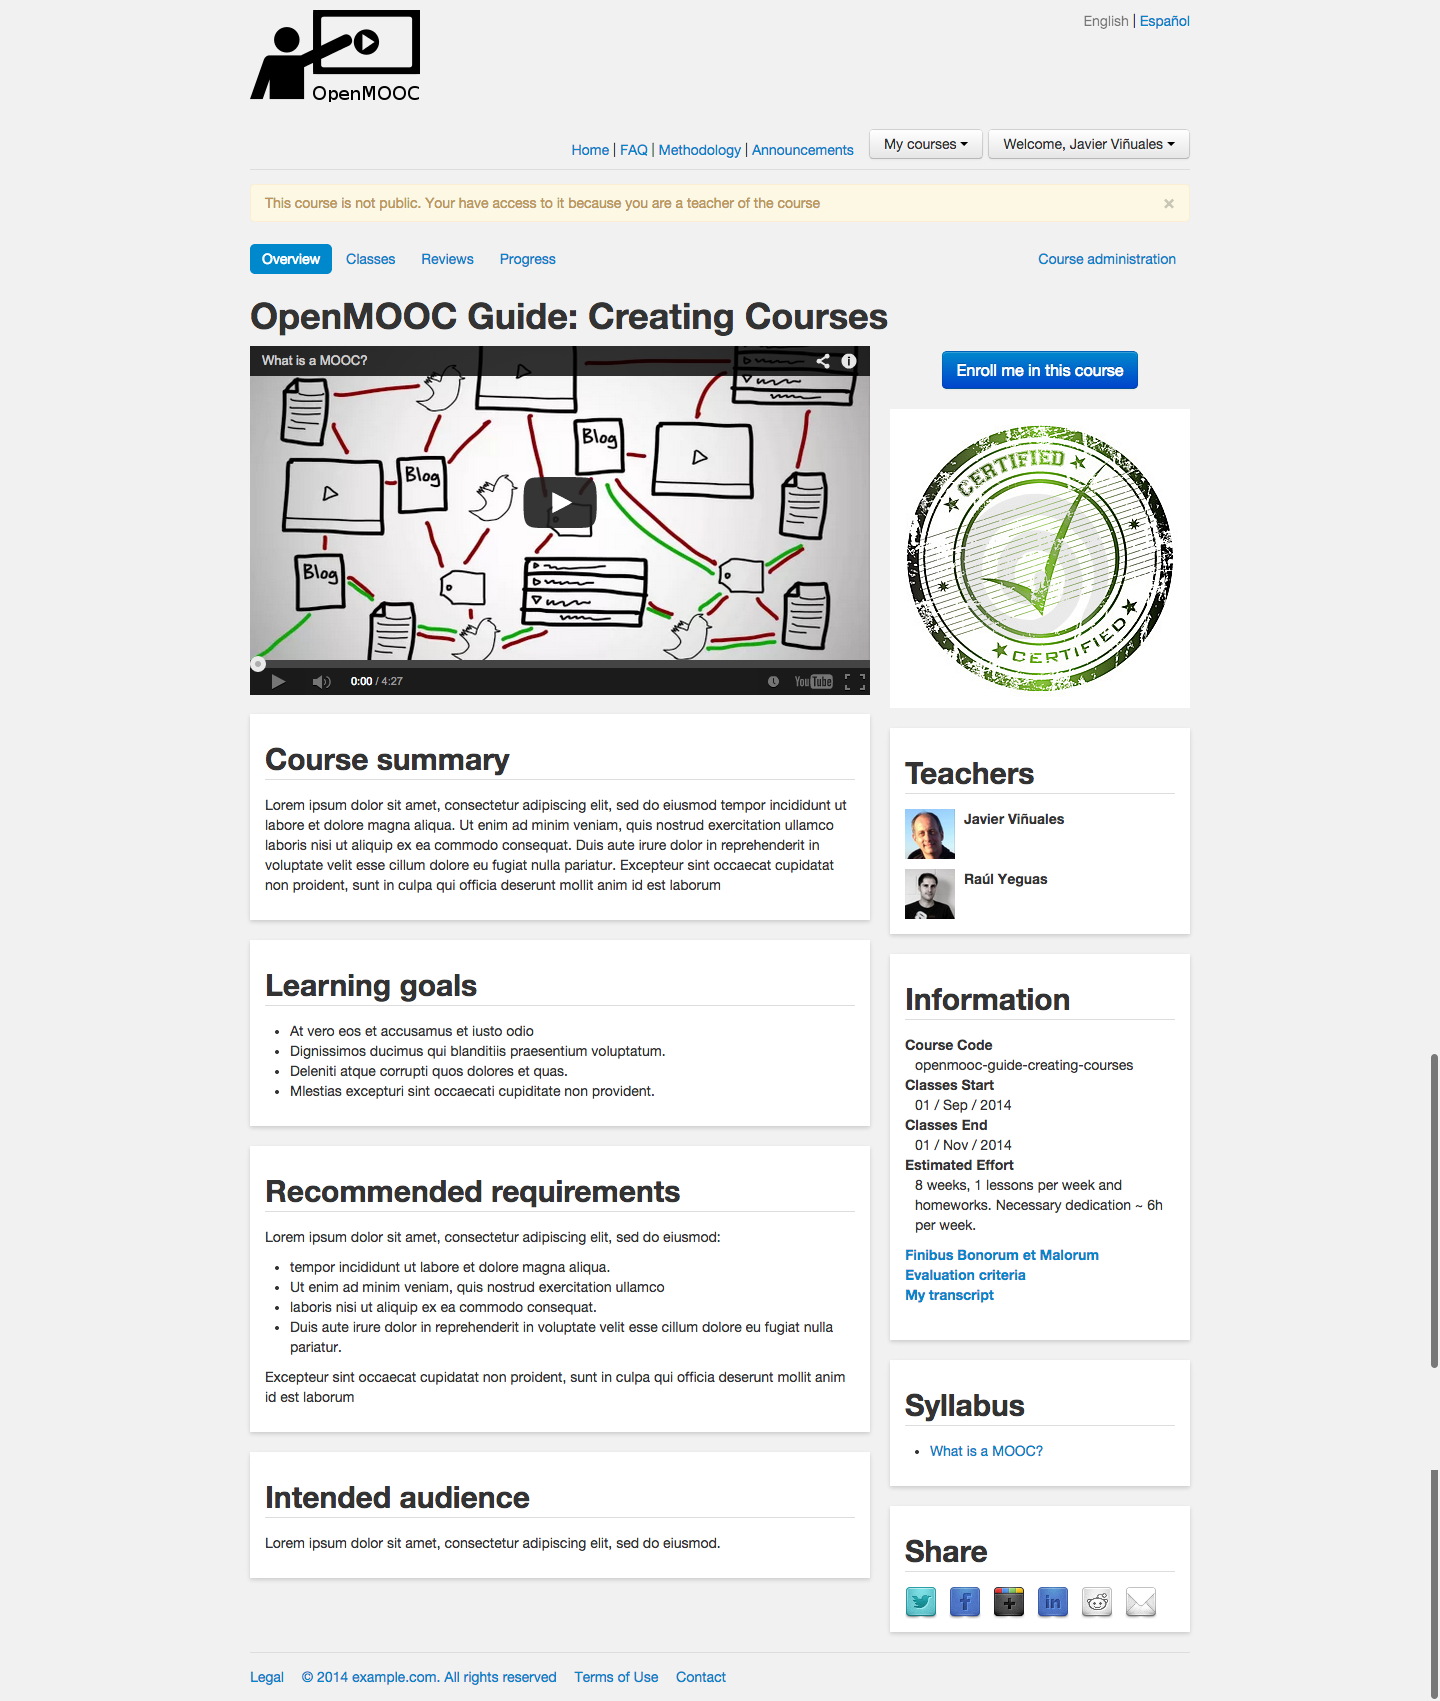 OpenMOOC
English | Español
Home | FAQ | Methodology | Announcements
My courses
Welcome, Javier Viñuales
This course is not public. Your have access to it because you are a teacher of the course
×
Overview
Classes
Reviews
Progress
Course administration
OpenMOOC Guide: Creating Courses
What is a MOOC?
Blog
Blog
Blog
0:00 / 4:27
YouTube
Enroll me in this course
CERTIFIED
CERTIFIED
Course summary
Lorem ipsum dolor sit amet, consectetur adipiscing elit, sed do eiusmod tempor incididunt ut
labore et dolore magna aliqua. Ut enim ad minim veniam, quis nostrud exercitation ullamco
laboris nisi ut aliquip ex ea commodo consequat. Duis aute irure dolor in reprehenderit in
voluptate velit esse cillum dolore eu fugiat nulla pariatur. Excepteur sint occaecat cupidatat
non proident, sunt in culpa qui officia deserunt mollit anim id est laborum
Learning goals
• At vero eos et accusamus et iusto odio
• Dignissimos ducimus qui blanditiis praesentium voluptatum.
• Deleniti atque corrupti quos dolores et quas.
• Mlestias excepturi sint occaecati cupiditate non provident.
Recommended requirements
Lorem ipsum dolor sit amet, consectetur adipiscing elit, sed do eiusmod:
• tempor incididunt ut labore et dolore magna aliqua.
• Ut enim ad minim veniam, quis nostrud exercitation ullamco
• laboris nisi ut aliquip ex ea commodo consequat.
• Duis aute irure dolor in reprehenderit in voluptate velit esse cillum dolore eu fugiat nulla
pariatur.
Excepteur sint occaecat cupidatat non proident, sunt in culpa qui officia deserunt mollit anim
id est laborum
Intended audience
Lorem ipsum dolor sit amet, consectetur adipiscing elit, sed do eiusmod.
Teachers
Javier Viñuales
Raúl Yeguas
Information
Course Code
openmooc-guide-creating-courses
Classes Start
01 / Sep / 2014
Classes End
01 / Nov / 2014
Estimated Effort
8 weeks, 1 lessons per week and
homeworks. Necessary dedication ~ 6h
per week.
Finibus Bonorum et Malorum
Evaluation criteria
My transcript
Syllabus
• What is a MOOC?
Share
Legal
© 2014 example.com. All rights reserved
Terms of Use
Contact